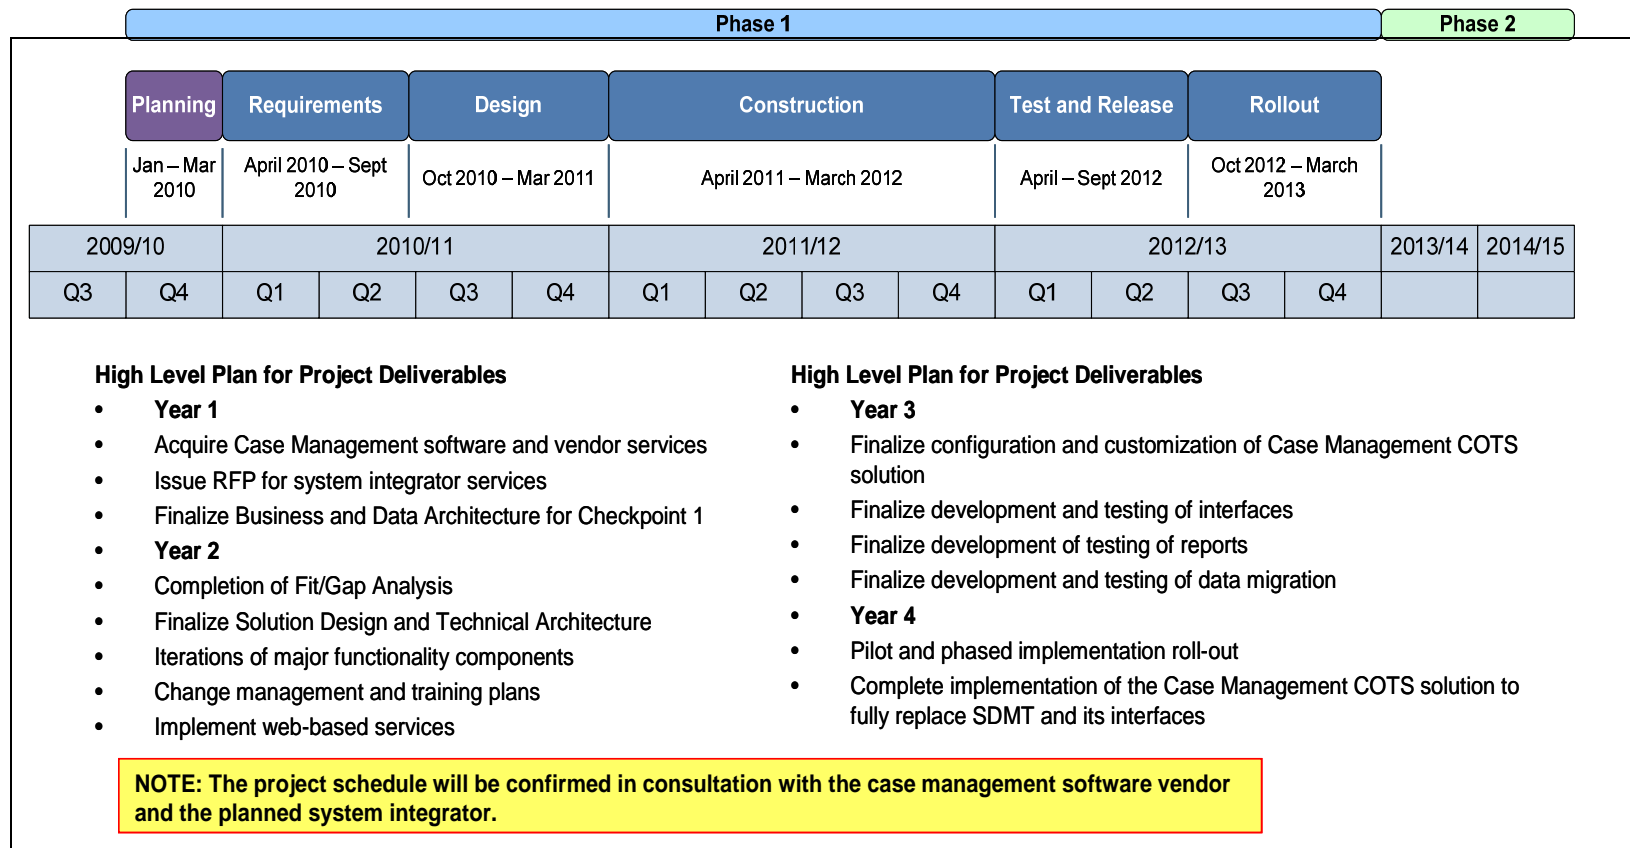 Phase 1
Phase 2
Planning
Requirements
Design
Construction
Test and Release
Rollout
Jan – Mar
2010
April 2010 – Sept
2010
Oct 2010 – Mar 2011
April 2011 – March 2012
April – Sept 2012
Oct 2012 – March
2013
2009/10
2010/11
2011/12
2012/13
2013/14
2014/15
Q3
Q4
Q1
Q2
Q3
Q4
Q1
Q2
Q3
Q4
Q1
Q2
Q3
Q4
High Level Plan for Project Deliverables
• Year 1
• Acquire Case Management software and vendor services
• Issue RFP for system integrator services
• Finalize Business and Data Architecture for Checkpoint 1
• Year 2
• Completion of Fit/Gap Analysis
• Finalize Solution Design and Technical Architecture
• Iterations of major functionality components
• Change management and training plans
• Implement web-based services
High Level Plan for Project Deliverables
• Year 3
• Finalize configuration and customization of Case Management COTS
solution
• Finalize development and testing of interfaces
• Finalize development of testing of reports
• Finalize development and testing of data migration
• Year 4
• Pilot and phased implementation roll-out
• Complete implementation of the Case Management COTS solution to
fully replace SDMT and its interfaces
NOTE: The project schedule will be confirmed in consultation with the case management software vendor
and the planned system integrator.